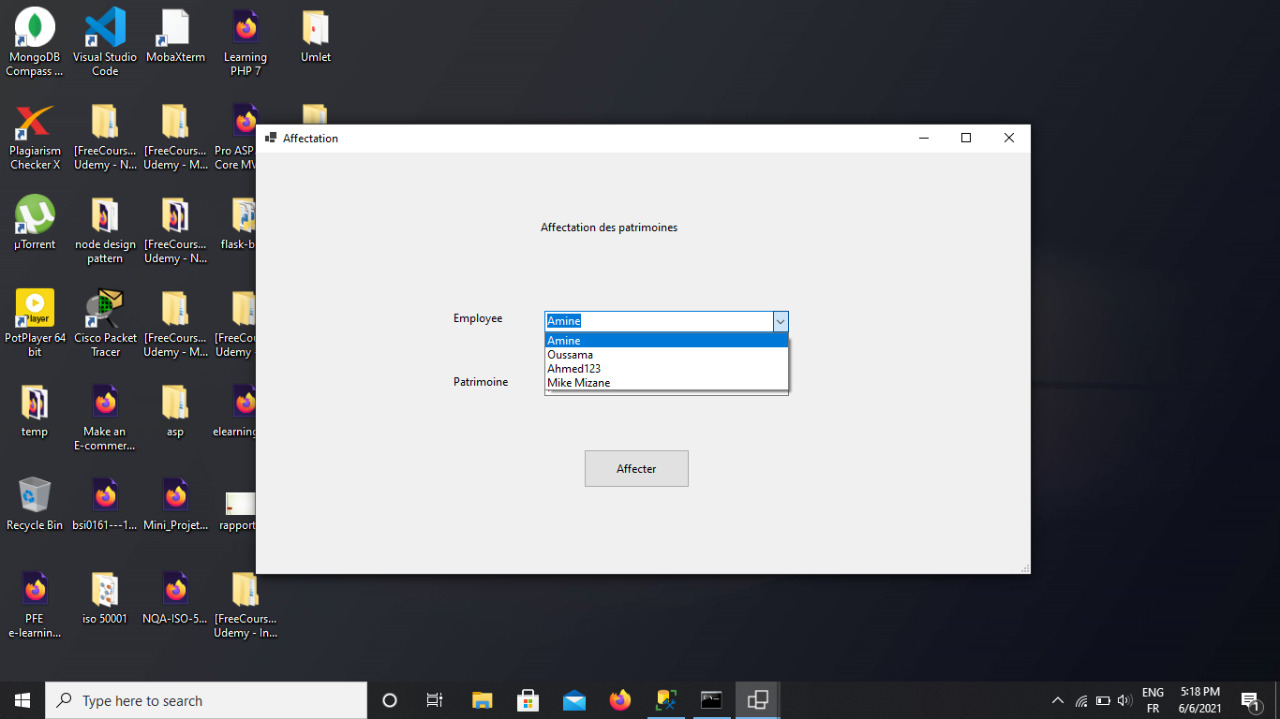 MongoDB
Compass ...
Visual Studio
Code
MobaXterm
Learning
PHP 7
Umlet
Plagiarism
Checker X
[FreeCours...
Udemy - N...
[FreeCours...
Udemy - M...
Pro ASP
Core MV
µTorrent
node design
pattern
[FreeCours...
Udemy - N...
flask-b
Player
PotPlayer 64
bit
Cisco Packet
Tracer
[FreeCours...
Udemy - M...
[FreeCou
Udemy
temp
Make an
E-commer...
asp
elearning
Recycle Bin
bsi0161---1...
Mini_Projet...
rapport
PFE
e-learnin...
iso 50001
NQA-ISO-5...
[FreeCours...
Udemy - In...
Affectation
Affectation des patrimoines
Employee
Amine
Amine
Oussama
Ahmed123
Mike Mizane
Patrimoine
Affecter
Type here to search
ENG
FR
5:18 PM
6/6/2021
1